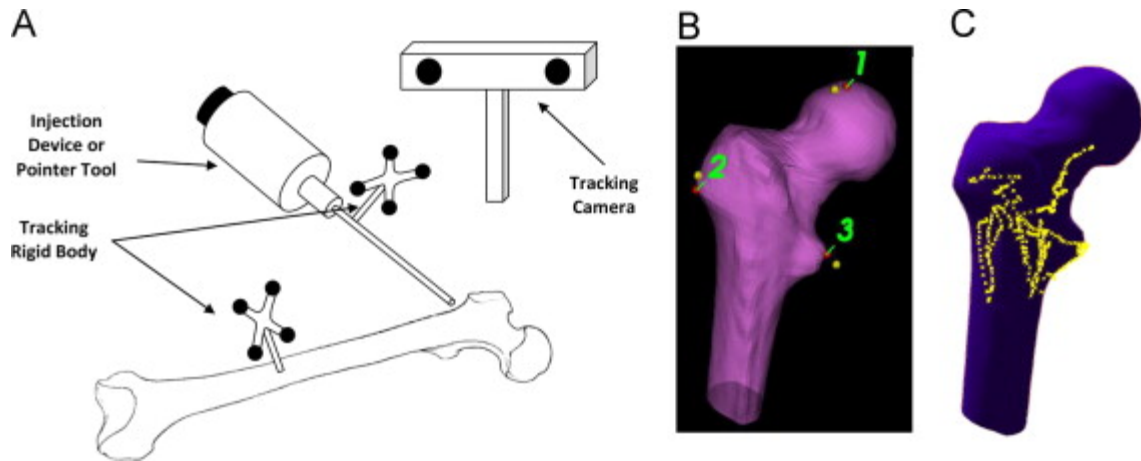 A
Injection
Device or
Pointer Tool
Tracking
Rigid Body
Tracking
Camera
B
1
2
3
C